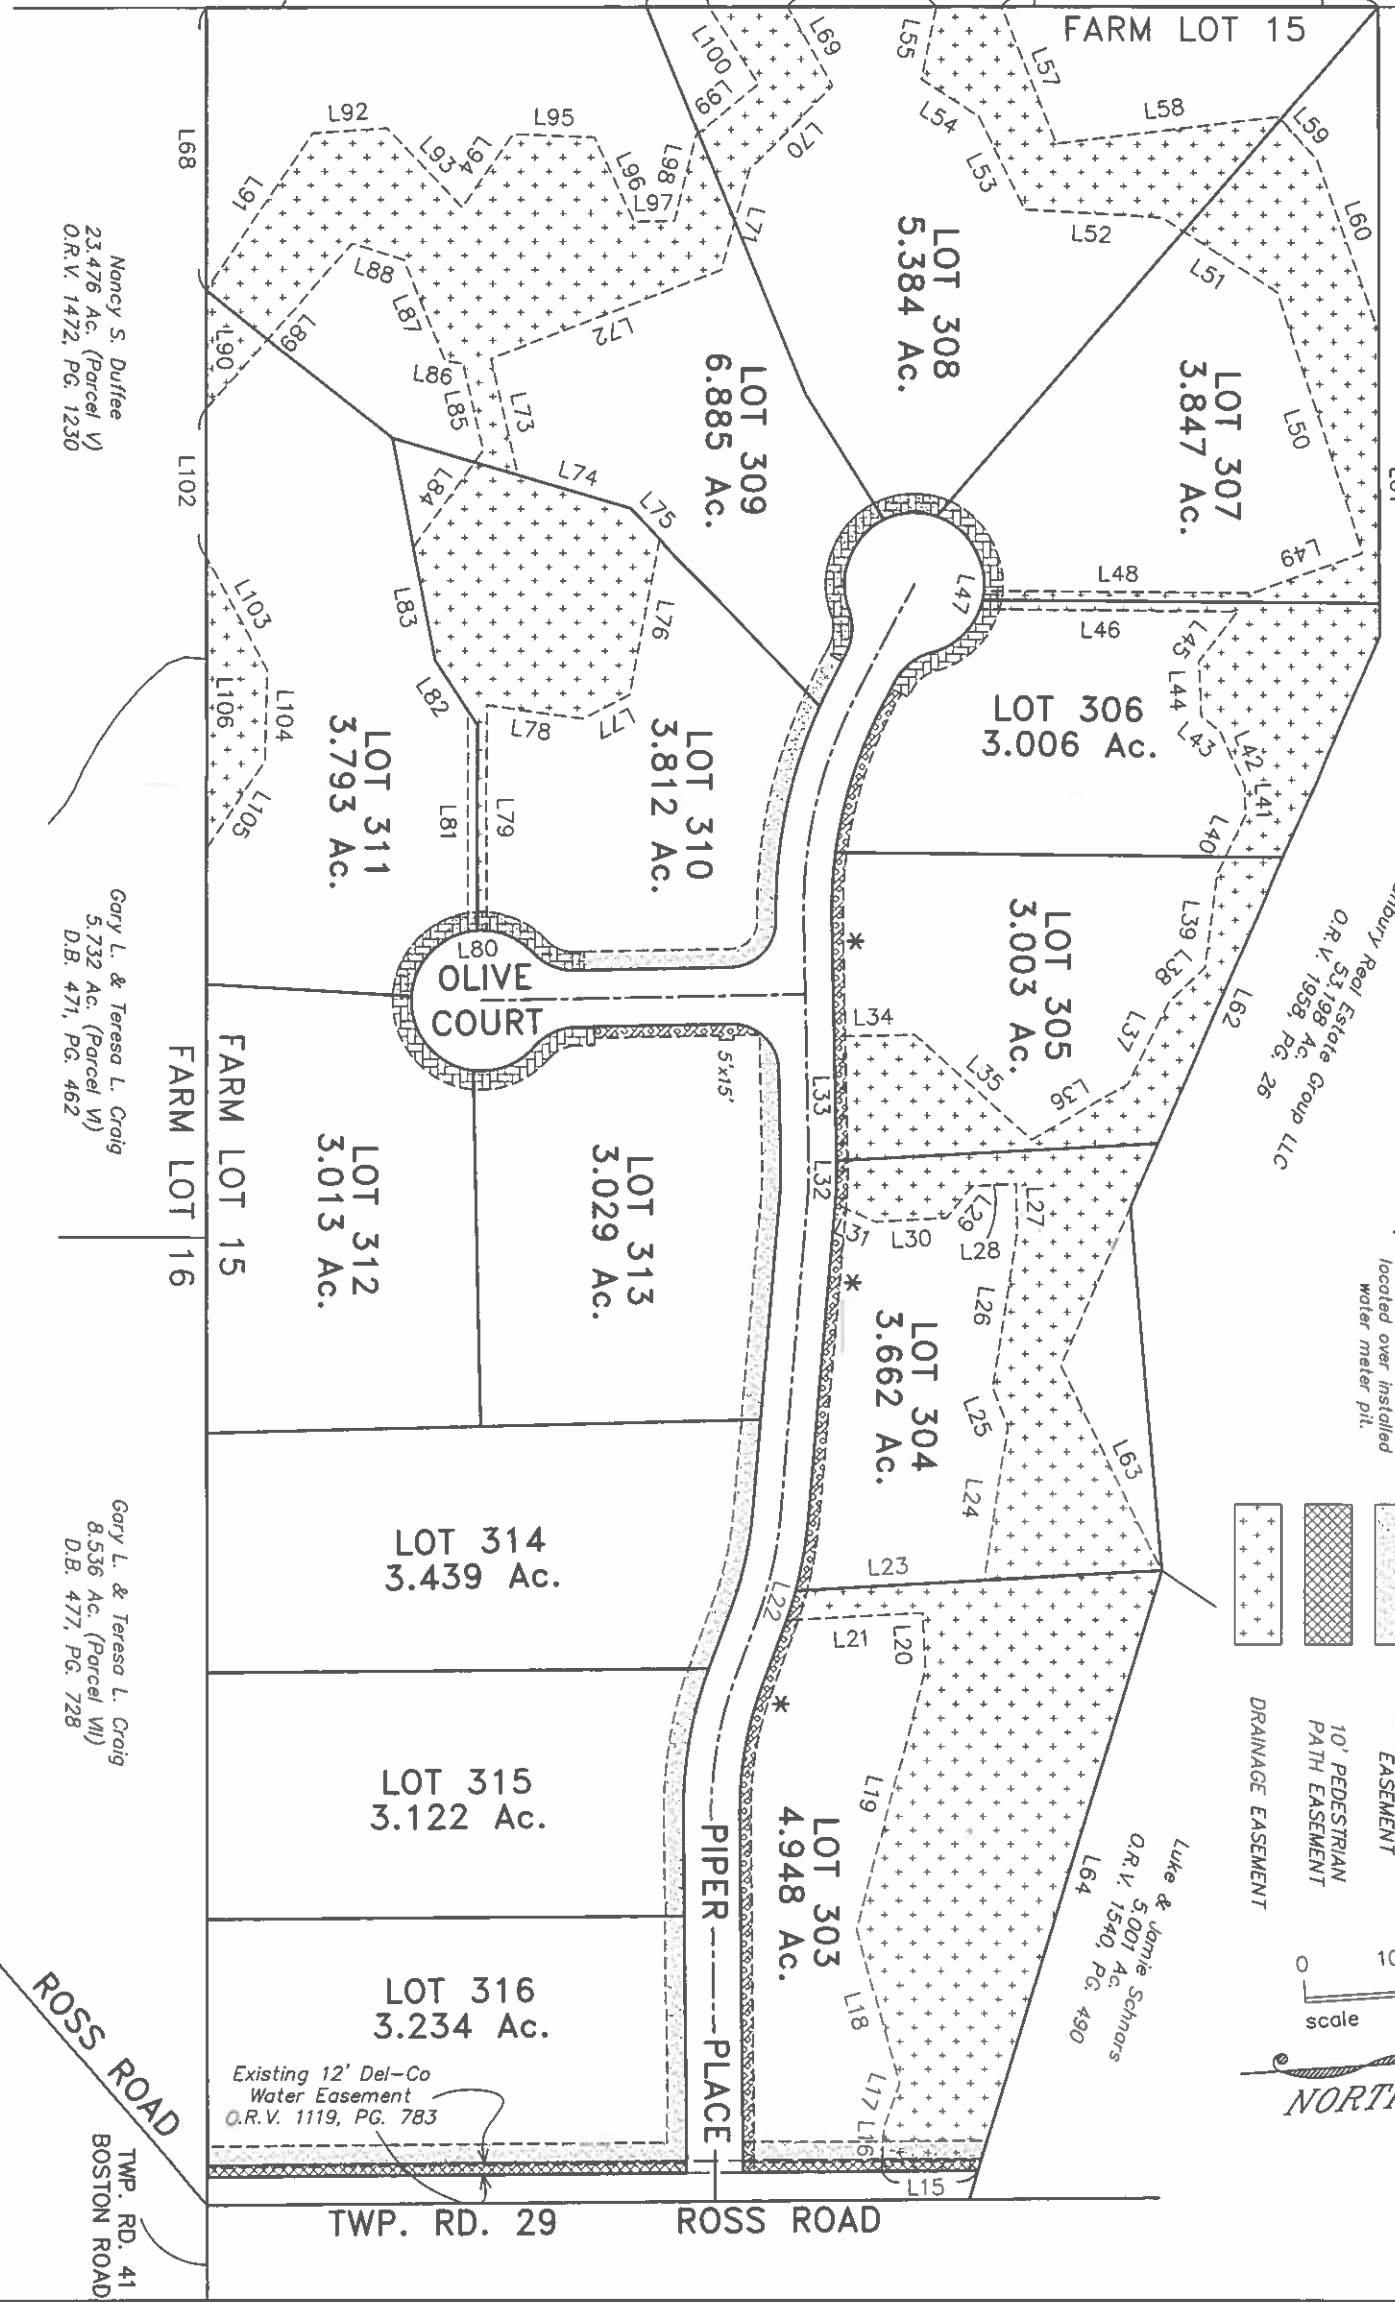 FARM LOT 15
L55
L69
L100
L99
L57
L54
L58
L59
L92
L95
L93
L94
L96
L97
L98
L70
L53
L68
L91
L71
L52
L51
L60
LOT 308
5.384 Ac.
Nancy S. Duffee
23.476 Ac. (Parcel V)
O.R.V. 1472, PG. 1230
L88
L87
L89
L90
L72
L86
L85
L73
LOT 309
6.885 Ac.
LOT 307
3.847 Ac.
L50
L102
L84
L74
L75
L49
L48
L47
L46
L103
L83
L76
L45
L44
L43
L42
L41
L40
LOT 306
3.006 Ac.
L106
L104
L105
L82
L78
L77
LOT 311
3.793 Ac.
L81
L79
LOT 310
3.812 Ac.
L80
OLIVE
COURT
*
LOT 305
3.003 Ac.
L39
L38
L62
Real Estate Group LLC
53.198 Ac.
O.R.V. 1958, PG. 26
Gary L. & Teresa L. Craig
5.732 Ac. (Parcel VI)
D.B. 471, PG. 462
L34
L35
L37
L36
5'x15'
L33
L32
FARM LOT 15
FARM LOT 16
LOT 312
3.013 Ac.
LOT 313
3.029 Ac.
L30
L29
L28
L27
*
L26
L25
L24
LOT 304
3.662 Ac.
L63
located over installed
water meter pit.
LOT 314
3.439 Ac.
Gary L. & Teresa L. Craig
8.536 Ac. (Parcel VII)
D.B. 477, PG. 728
L23
L22
L21
L20
*
L19
EASEMENT
10' PEDESTRIAN
PATH EASEMENT
DRAINAGE EASEMENT
LOT 315
3.122 Ac.
PIPER PLACE
LOT 303
4.948 Ac.
Luke & Jamie Schnars
5.001 Ac.
O.R.V. 1540, PG. 490
L64
0
scale
LOT 316
3.234 Ac.
L18
L17
L16
L15
Existing 12' Del-Co
Water Easement
O.R.V. 1119, PG. 783
ROSS ROAD
TWP. RD. 29
ROSS ROAD
TWP. RD. 41
BOSTON ROAD